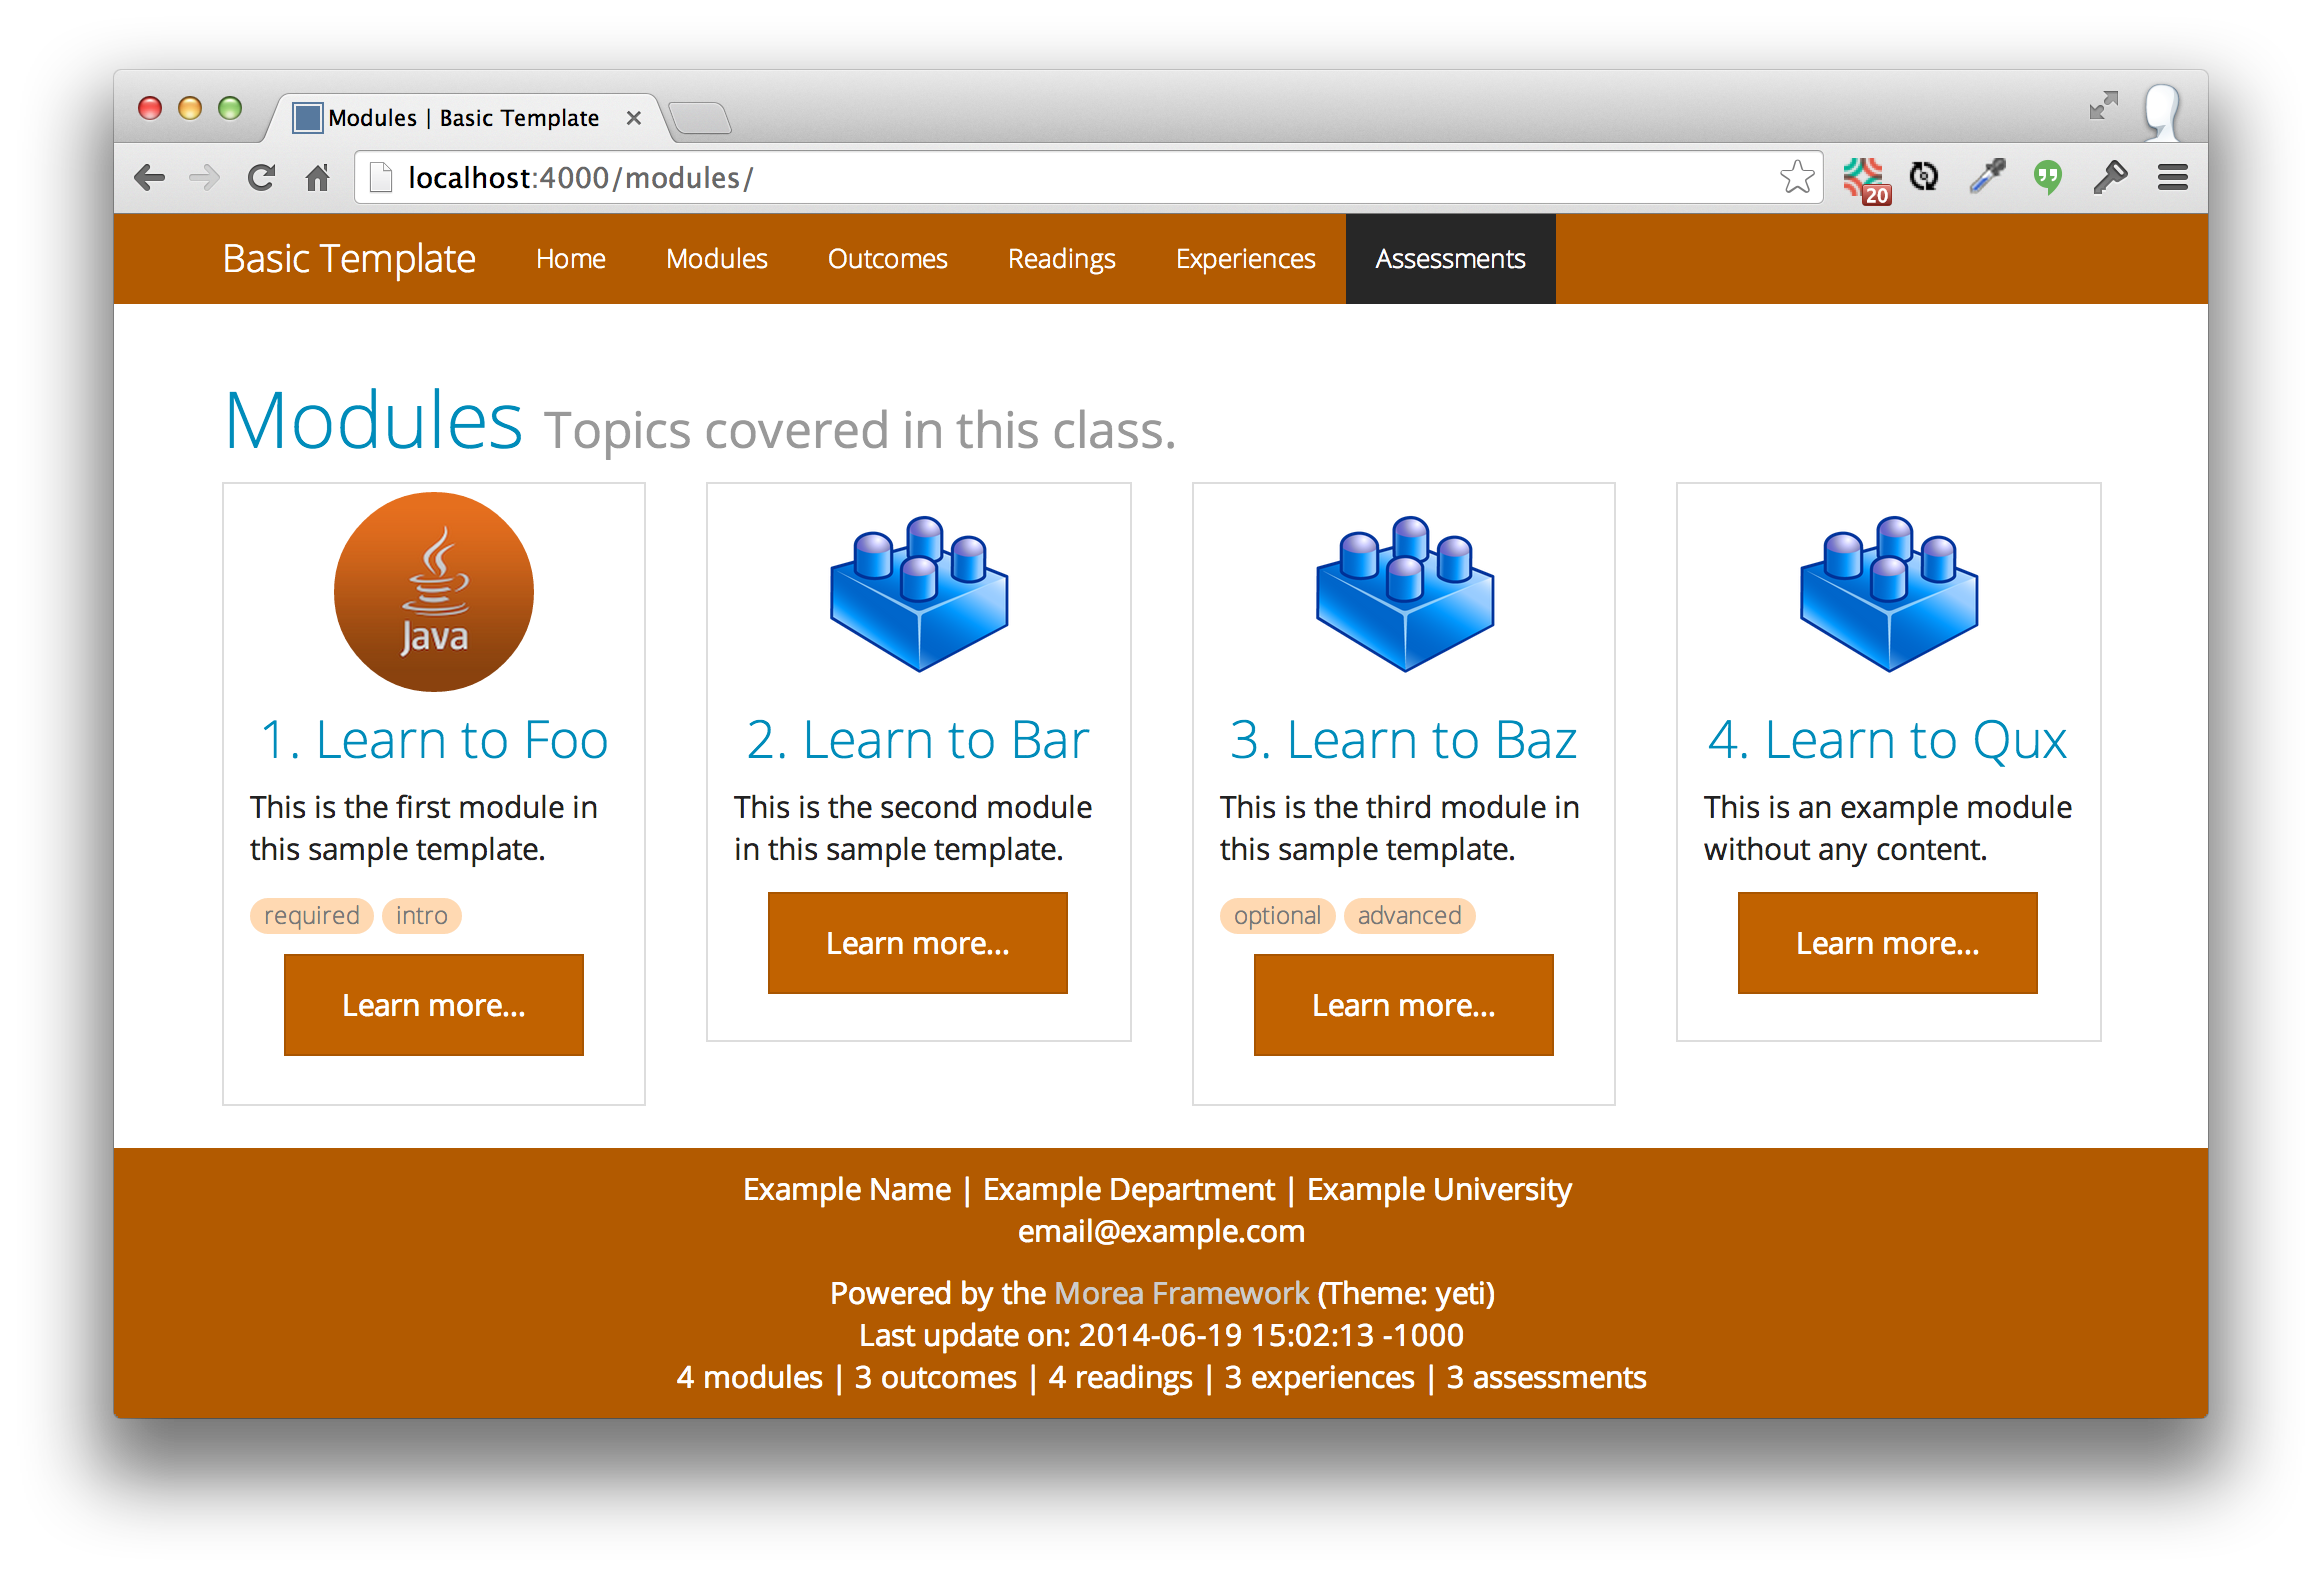 Modules | Basic Template
localhost:4000/modules/
20
Basic Template Home Modules Outcomes Readings Experiences Assessments
Modules Topics covered in this class.
Java
1. Learn to Foo
This is the first module in
this sample template.
required intro
Learn more...
2. Learn to Bar
This is the second module
in this sample template.
Learn more...
3. Learn to Baz
This is the third module in
this sample template.
optional advanced
Learn more...
4. Learn to Qux
This is an example module
without any content.
Learn more...
Example Name | Example Department | Example University
email@example.com
Powered by the Morea Framework (Theme: yeti)
Last update on: 2014-06-19 15:02:13 -1000
4 modules | 3 outcomes | 4 readings | 3 experiences | 3 assessments